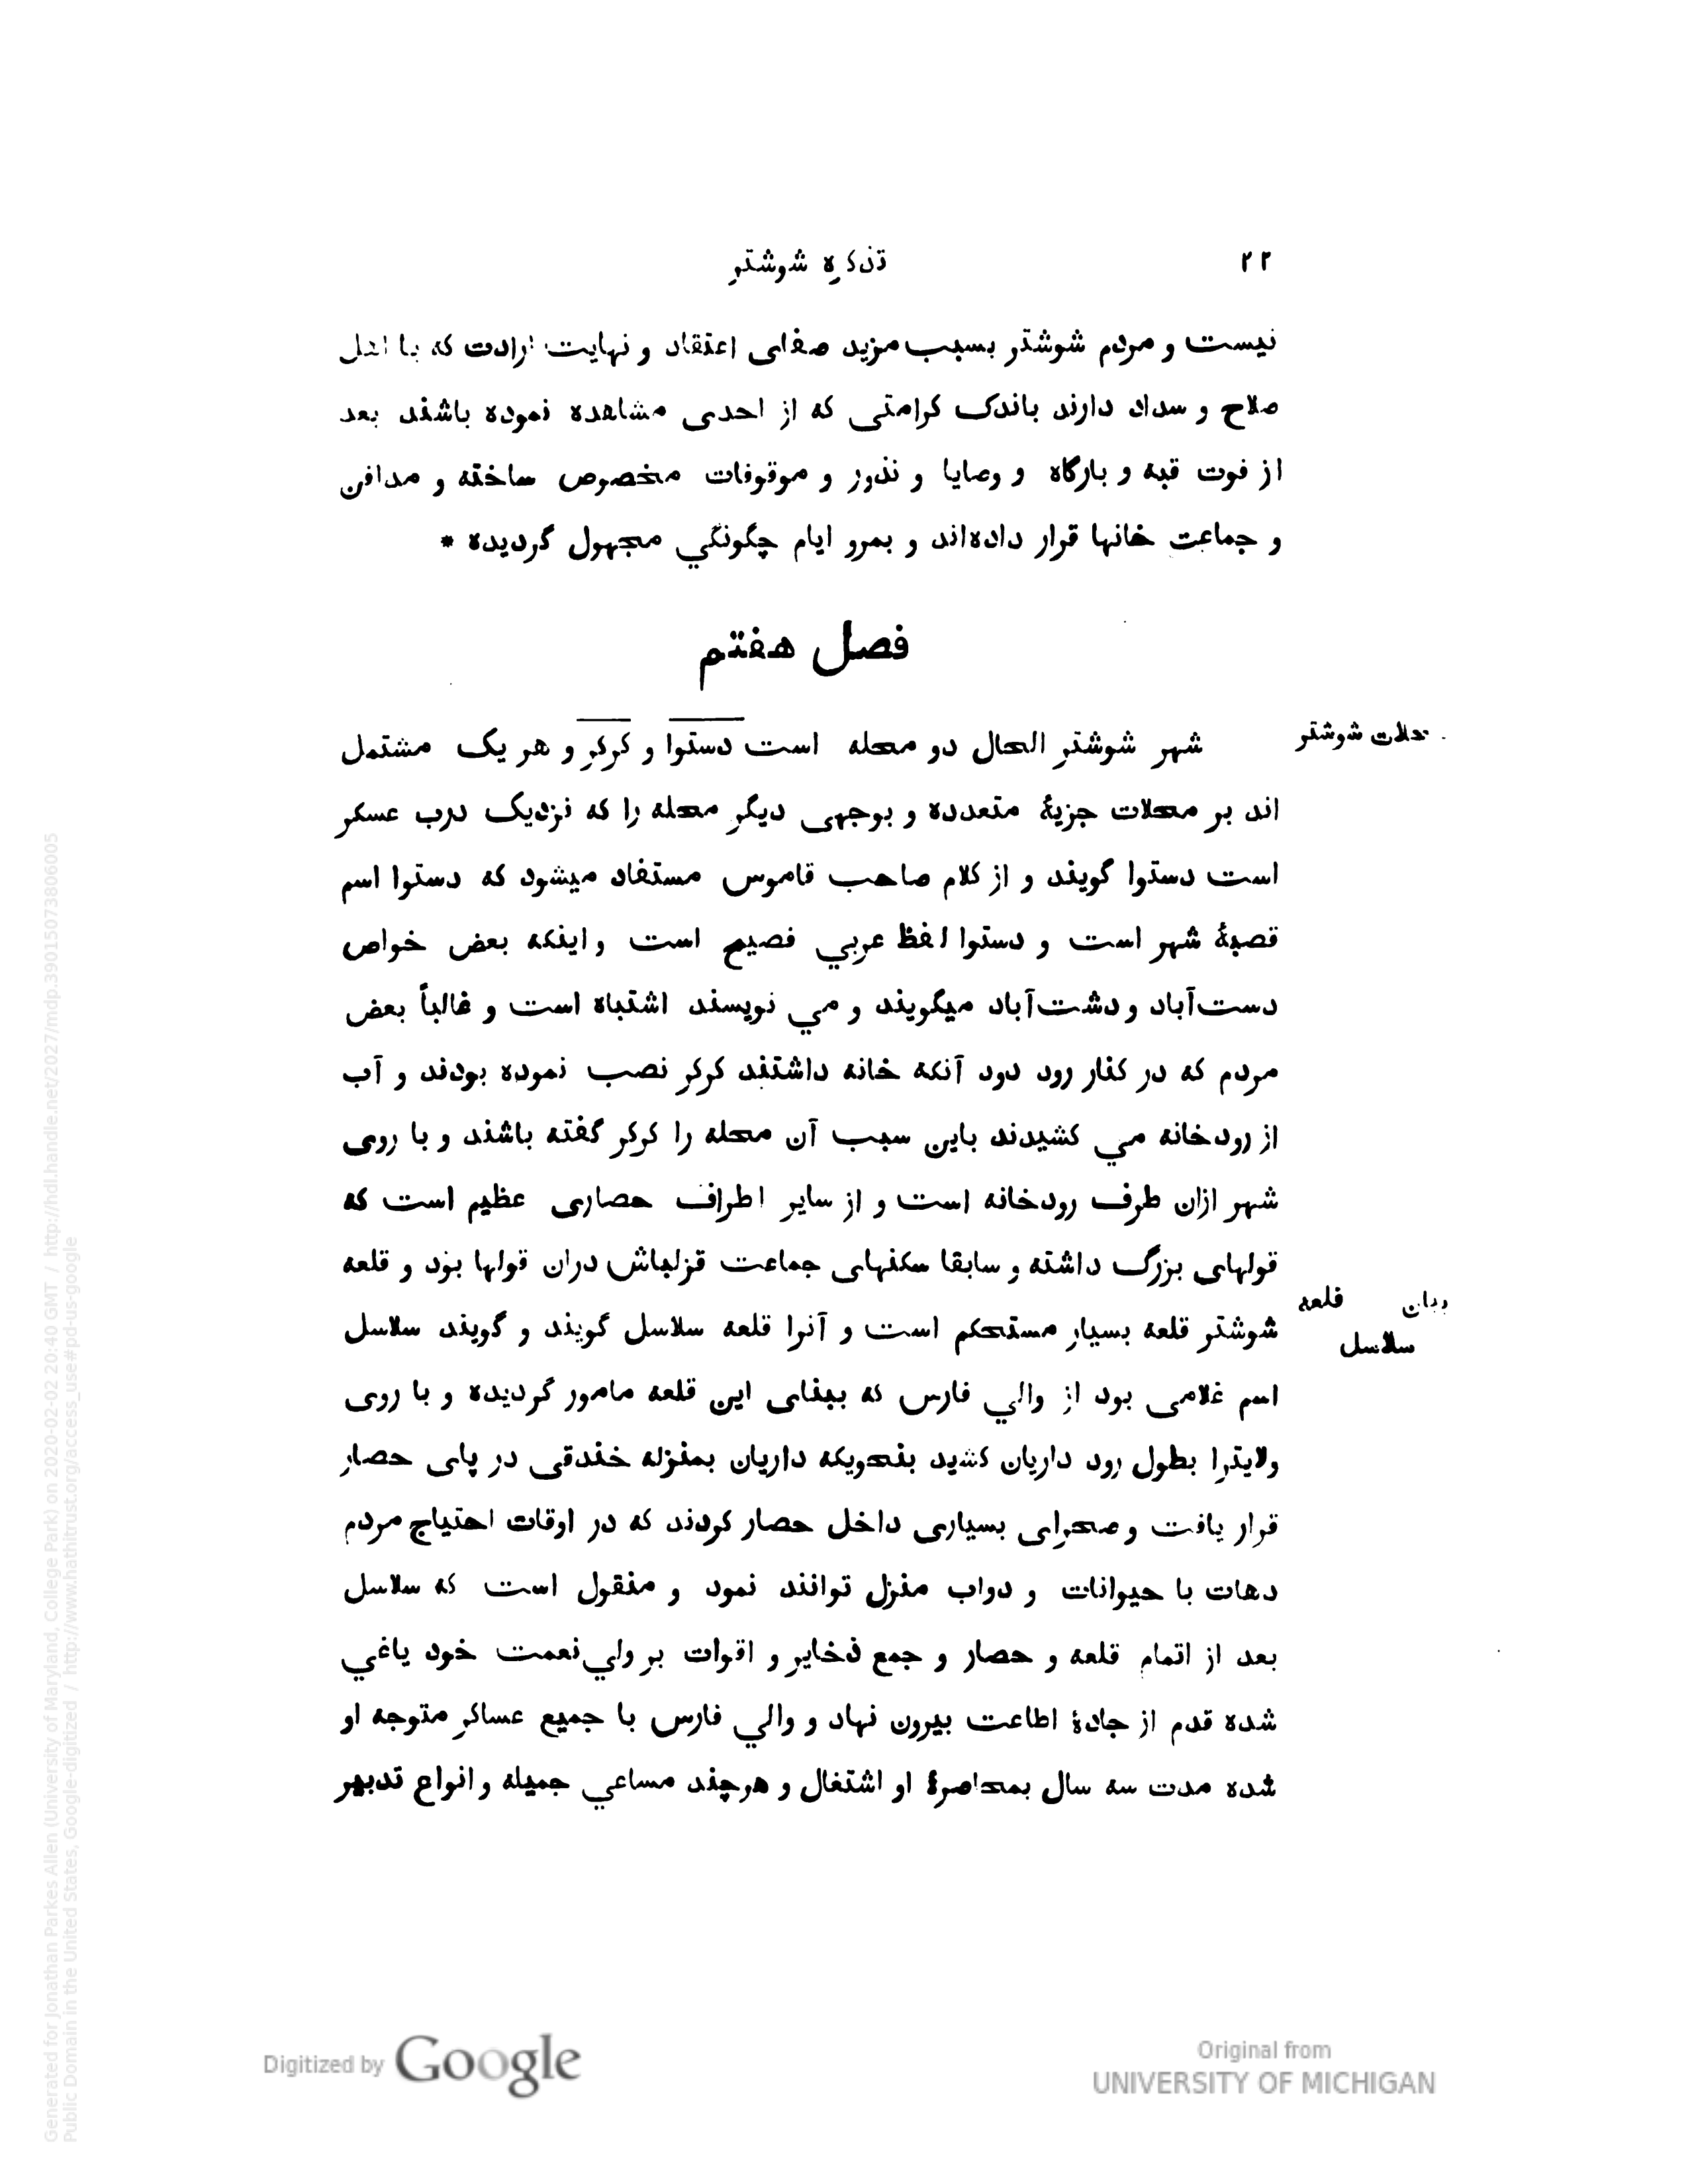 ۲۲
تذکره شوشتر
نیست و مردم شوشتر بسبب مزید صفای اعتقاد و نهایت ارادت که با اهل
صلاح و سداد دارند باندک کرامتی که از احدی مشاهده نموده باشند بعد
از فوت قبه و بارگاه و وصایا و نذور و موقوفات مخصوص ساخته و مدافن
و جماعت خانها قرار داده‌اند و بمرو ایام چگونگي مجهول گردیده *
فصل هفتم
محلات شوشتر
شهر شوشتر الحال دو محله است دستوا و کرکر و هر یک مشتمل
اند بر محلات جزیهٔ متعدده و بوجهی دیگر محله را که نزدیک درب عسکر
است دستوا گویند و از کلام صاحب قاموس مستفاد میشود که دستوا اسم
قصبهٔ شهر است و دستوا لفظ عربي فصیح است و اینکه بعض خواص
دست‌آباد و دشت‌آباد میگویند و مي نویسند اشتباه است و غالباً بعض
مردم که در کنار رود دود آنکه خانه داشتند کرکر نصب نموده بودند و آب
از رودخانه مي کشیدند باین سبب آن محله را کرکر گفته باشند و با روی
شهر ازان طرف رودخانه است و از سایر اطراف حصاری عظیم است که
قولهای بزرگ داشته و سابقا سکنهای جماعت قزلباش دران قولها بود و قلعه
بیان قلعه
سلاسل
شوشتر قلعه بسیار مستحکم است و آنرا قلعه سلاسل گویند و گویند سلاسل
اسم غلامی بود از والي فارس که ببنای این قلعه مامور گردیده و با روی
ولایترا بطول رود داریان کشید بنحویکه داریان بمنزله خندقی در پای حصار
قرار یافت و صحرای بسیاری داخل حصار کردند که در اوقات احتیاج مردم
دهات با حیوانات و دواب منزل توانند نمود و منقول است که سلاسل
بعد از اتمام قلعه و حصار و جمع ذخایر و اقوات بر ولي‌نعمت خود یاغي
شده قدم از جادهٔ اطاعت بیرون نهاد و والي فارس با جمیع عساکر متوجه او
شده مدت سه سال بمحاصرهٔ او اشتغال و هرچند مساعي جمیله و انواع تدبیر
Digitized by Google
Original from
UNIVERSITY OF MICHIGAN
Generated for Jonathan Parkes Allen (University of Maryland, College Park) on 2020-02-02 20:40 GMT / http://hdl.handle.net/2027/mdp.39015073806005
Public Domain in the United States, Google-digitized / http://www.hathitrust.org/access_use#pd-us-google